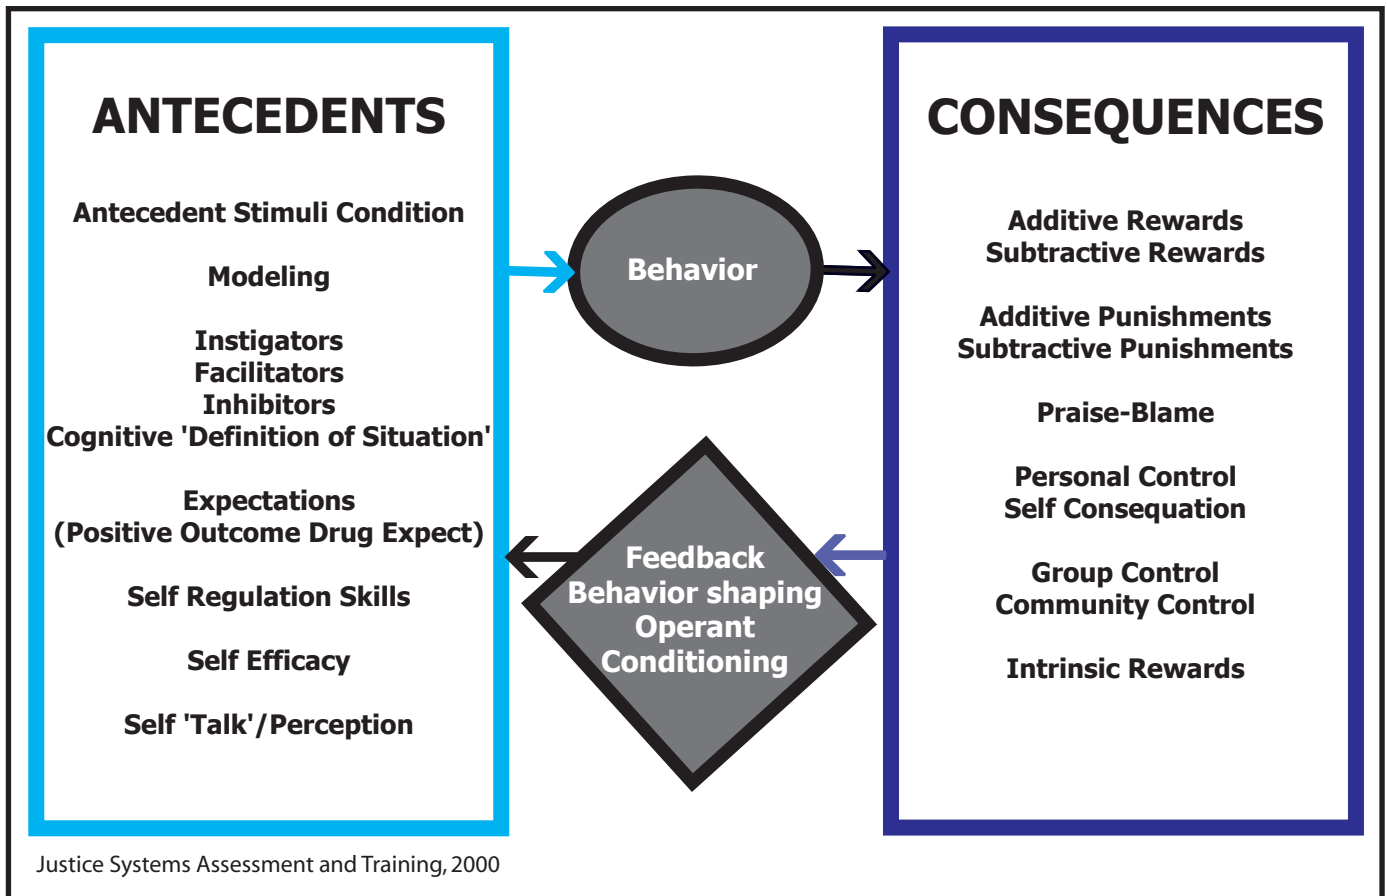 ANTECEDENTS
Antecedent Stimuli Condition
Modeling
Instigators
Facilitators
Inhibitors
Cognitive 'Definition of Situation'
Expectations
(Positive Outcome Drug Expect)
Self Regulation Skills
Self Efficacy
Self 'Talk'/Perception
Behavior
Feedback
Behavior shaping
Operant
Conditioning
CONSEQUENCES
Additive Rewards
Subtractive Rewards
Additive Punishments
Subtractive Punishments
Praise-Blame
Personal Control
Self Consequation
Group Control
Community Control
Intrinsic Rewards
Justice Systems Assessment and Training, 2000